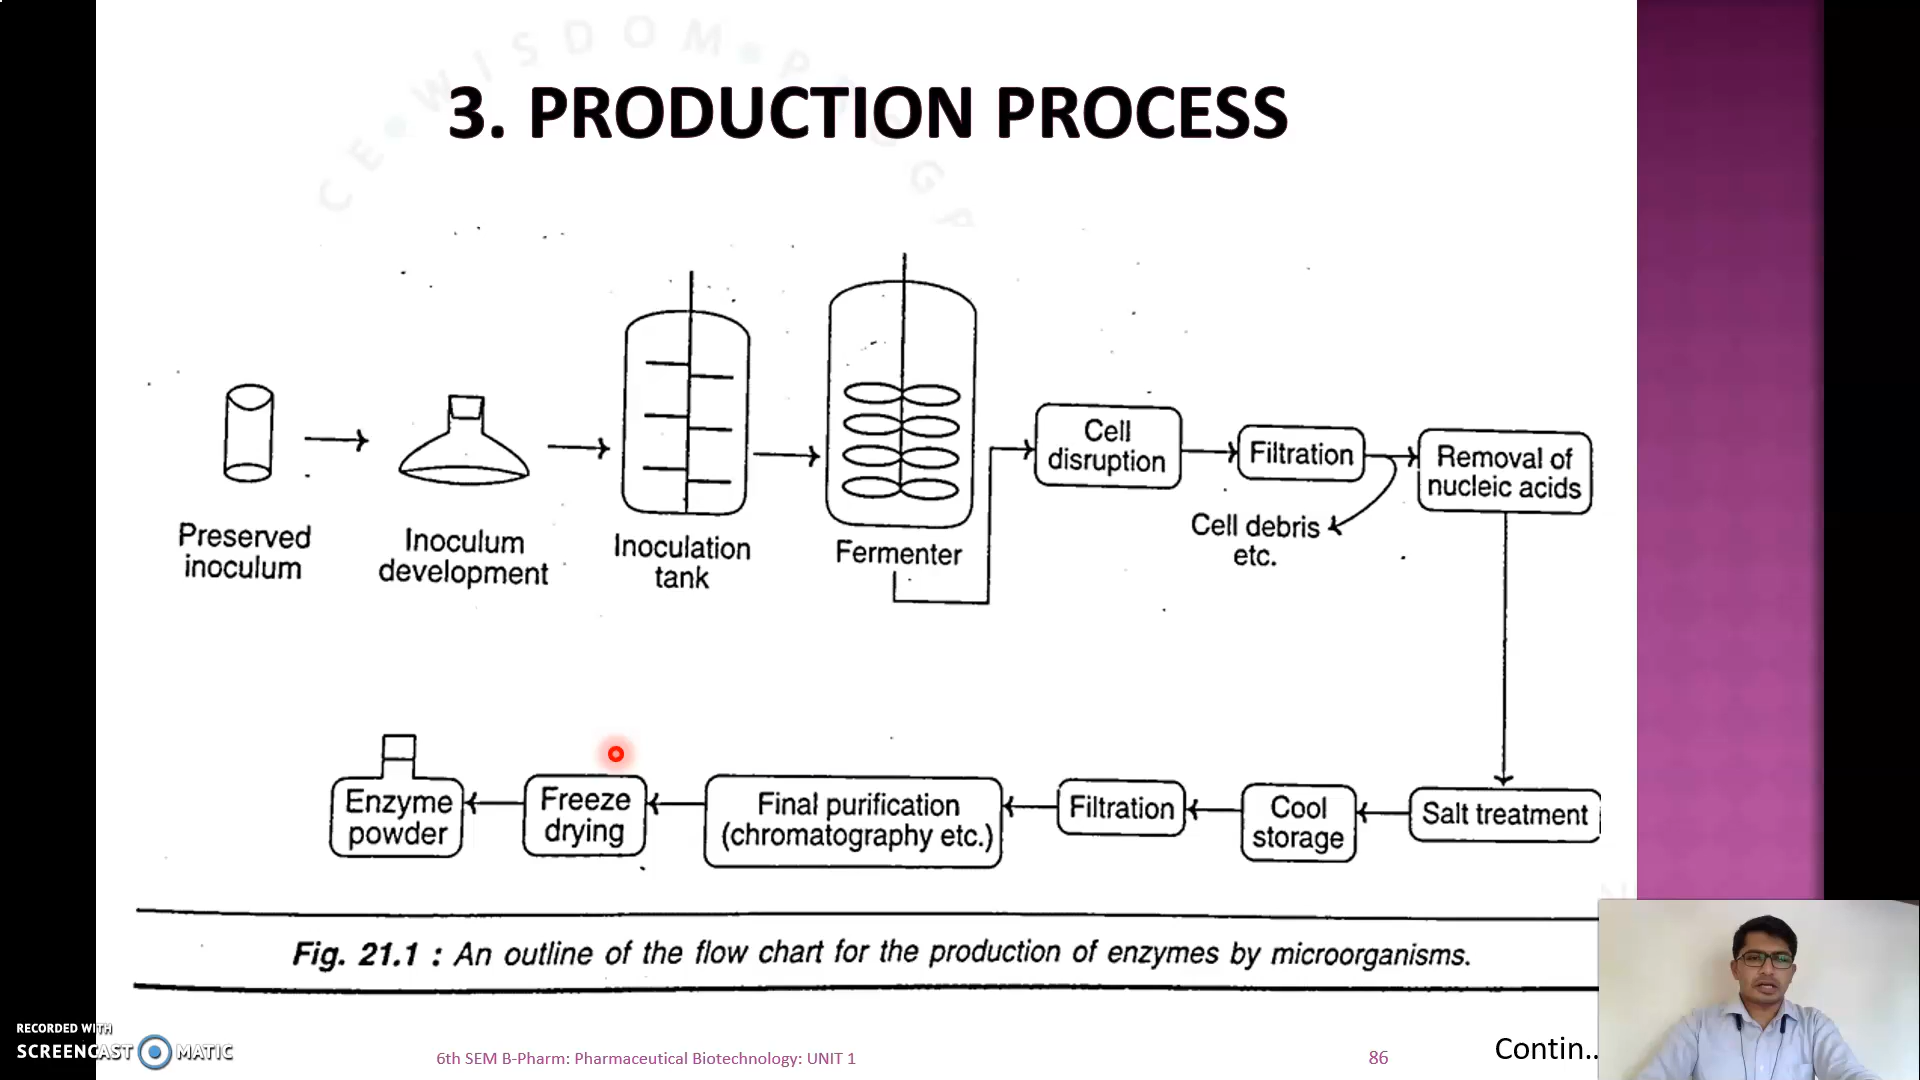 CE • WISDOM • P
3. PRODUCTION PROCESS
Preserved
inoculum
Inoculum
development
Inoculation
tank
Fermenter
Cell
disruption
Filtration
Cell debris
etc.
Removal of
nucleic acids
Enzyme
powder
Freeze
drying
Final purification
(chromatography etc.)
Filtration
Cool
storage
Salt treatment
Fig. 21.1 : An outline of the flow chart for the production of enzymes by microorganisms.
RECORDED WITH
SCREENCAST MATIC
6th SEM B-Pharm: Pharmaceutical Biotechnology: UNIT 1
86
Contin..